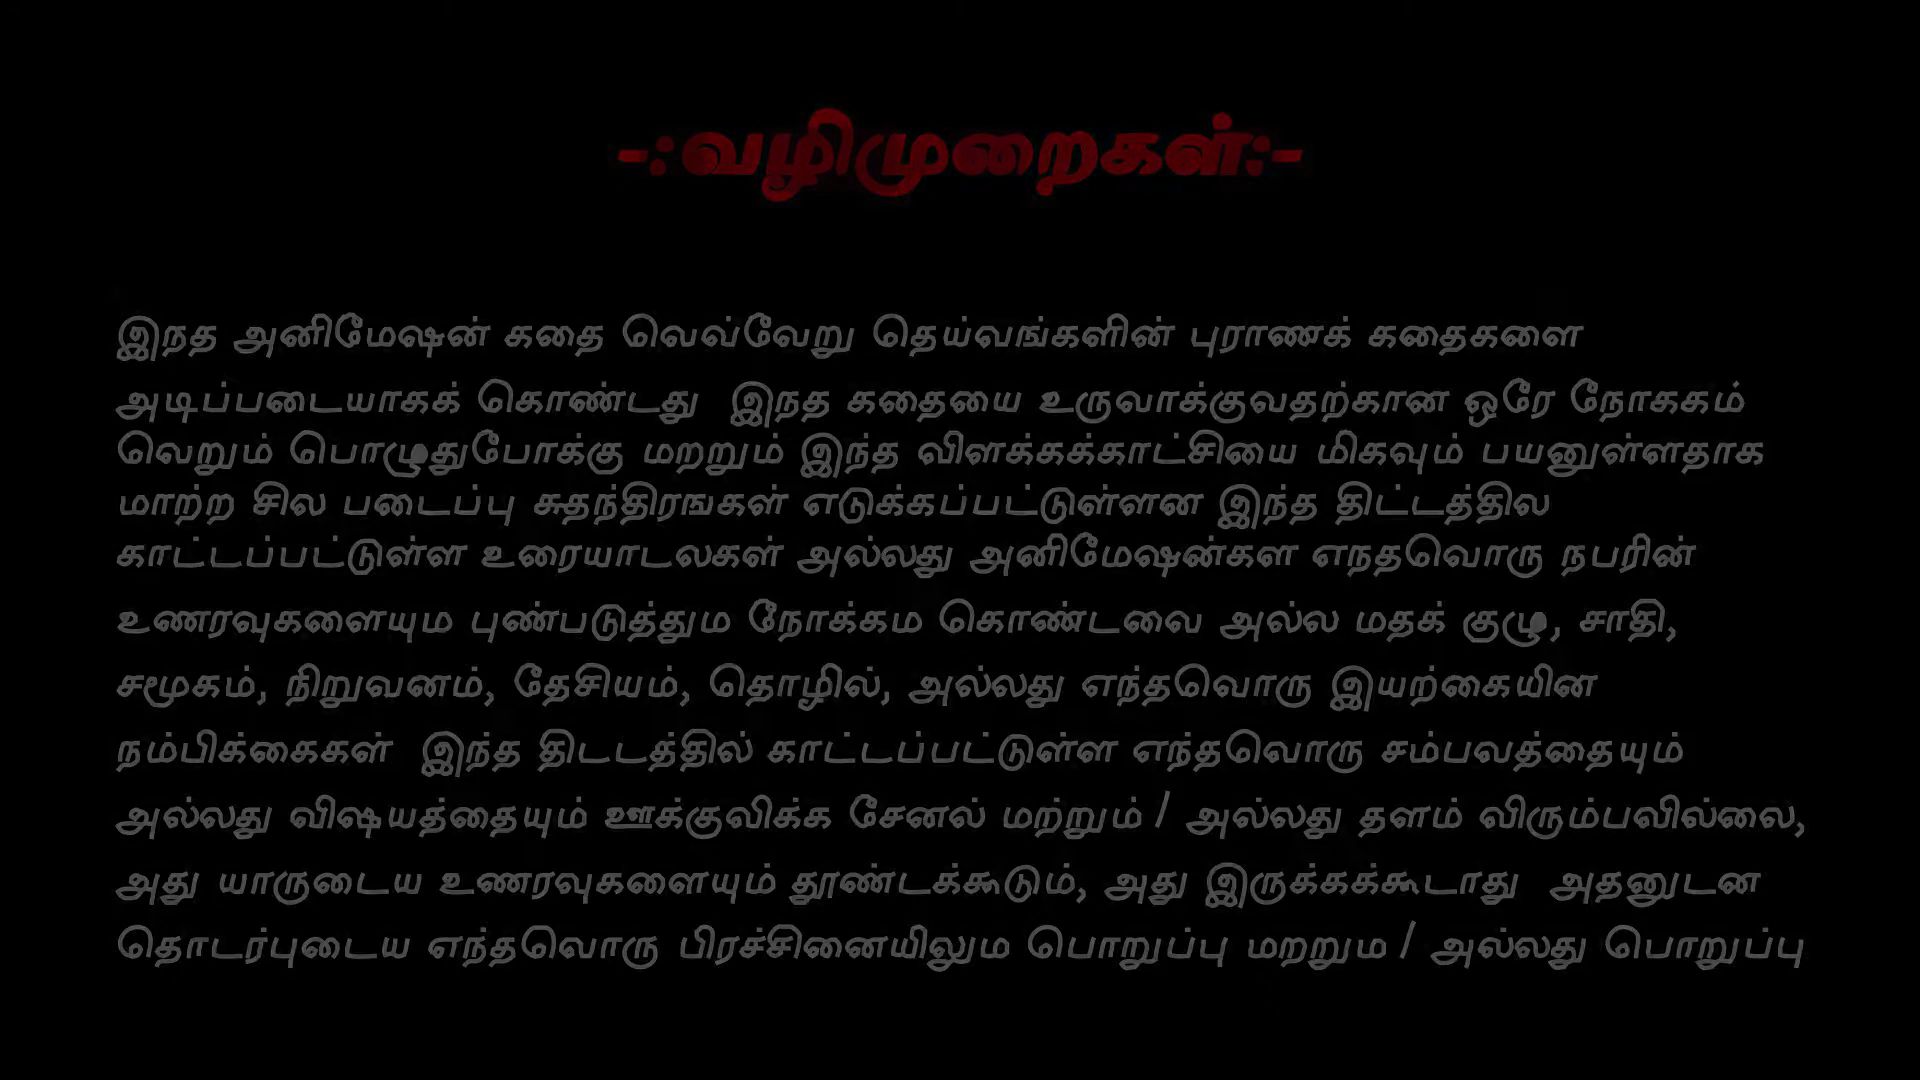 -:வழிமுறைகள்:-
இநத அனிமேஷன் கதை வெவ்வேறு தெய்வங்களின் புராணக் கதைகளை
அடிப்படையாகக் கொண்டது இநத கதையை உருவாக்குவதற்கான ஒரே நோககம்
வெறும் பொழுதுபோக்கு மறறும் இந்த விளக்கக்காட்சியை மிகவும் பயனுள்ளதாக
மாற்ற சில படைப்பு சுதந்திரஙகள் எடுக்கப்பட்டுள்ளன இந்த திட்டத்தில
காட்டப்பட்டுள்ள உரையாடலகள் அல்லது அனிமேஷன்கள எநதவொரு நபரின்
உணரவுகளையும புண்படுத்தும நோக்கம கொண்டவை அல்ல மதக் குழு, சாதி,
சமூகம், நிறுவனம், தேசியம், தொழில், அல்லது எந்தவொரு இயற்கையின
நம்பிக்கைகள் இந்த திடடத்தில் காட்டப்பட்டுள்ள எந்தவொரு சம்பவத்தையும்
அல்லது விஷயத்தையும் ஊக்குவிக்க சேனல் மற்றும் / அல்லது தளம் விரும்பவில்லை,
அது யாருடைய உணரவுகளையும் தூண்டக்கூடும், அது இருக்கக்கூடாது அதனுடன
தொடர்புடைய எந்தவொரு பிரச்சினையிலும பொறுப்பு மறறும / அல்லது பொறுப்பு